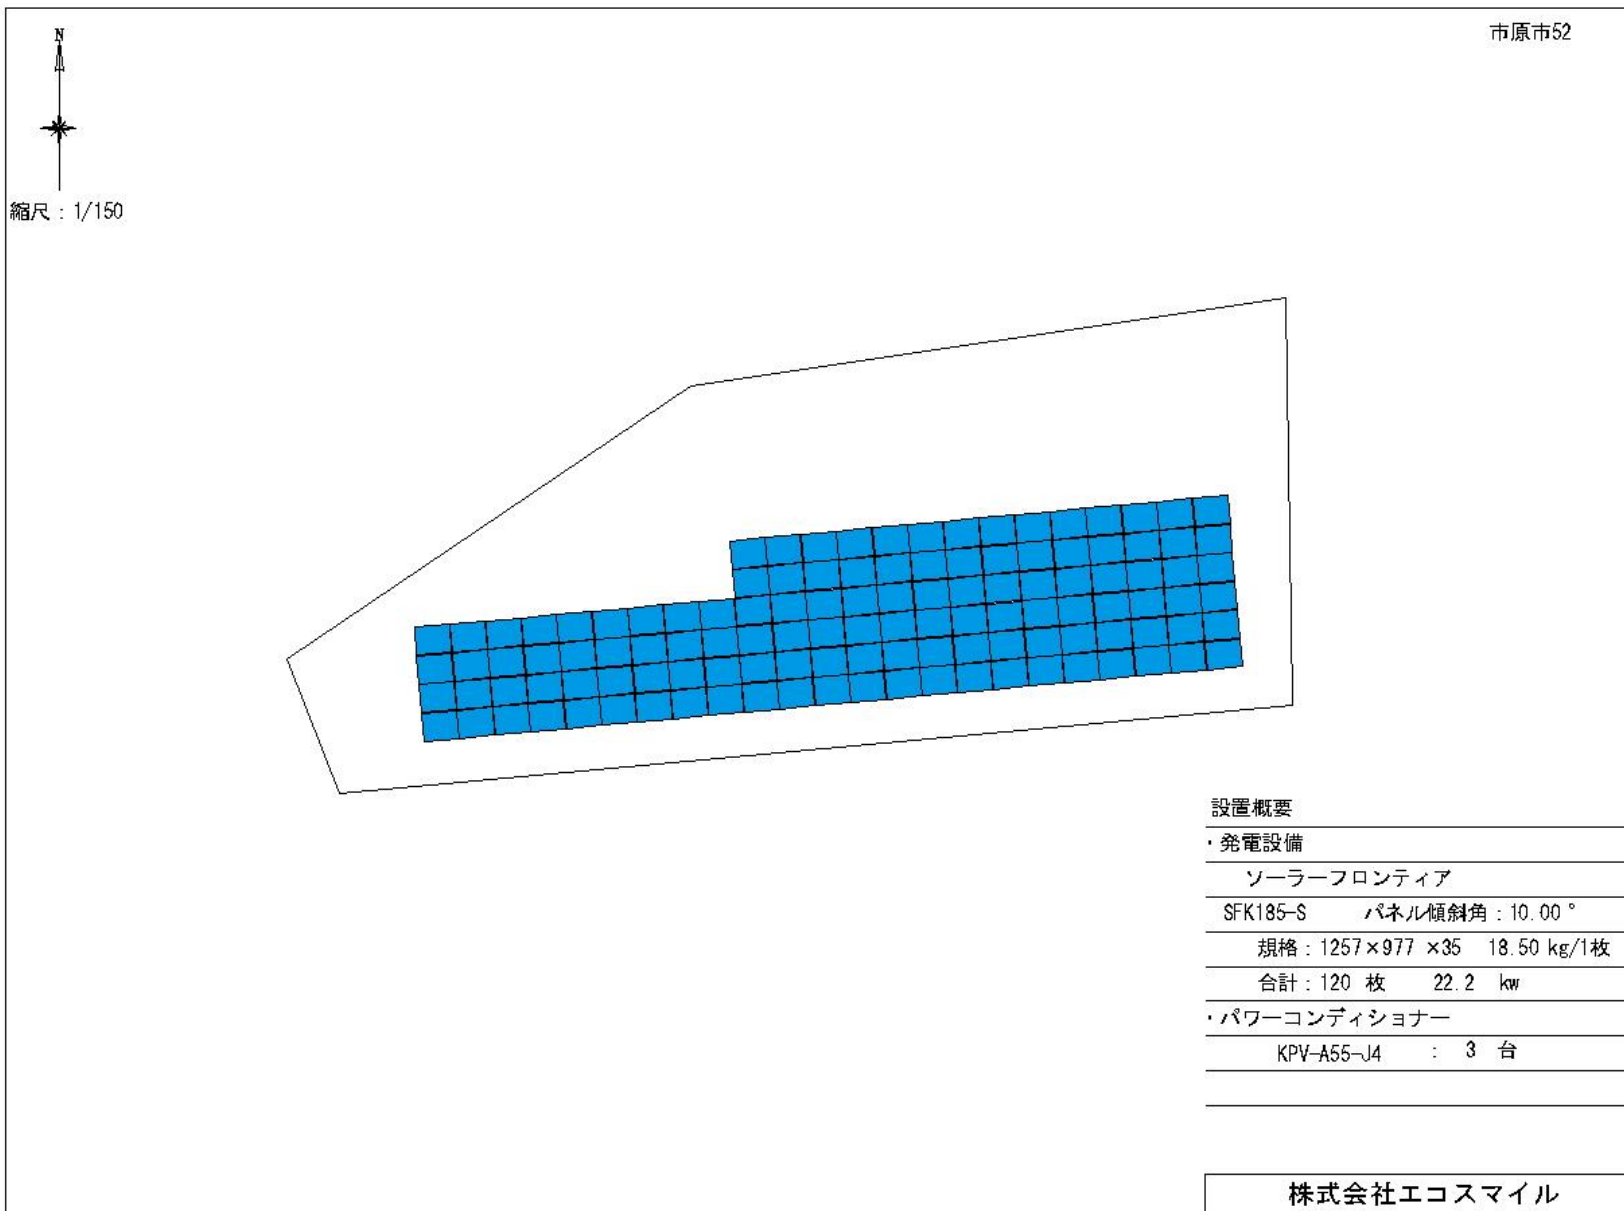 市原市52
N
縮尺：1/150
設置概要
・発電設備
ソーラーフロンティア
SFK185-S パネル傾斜角：10.00°
規格：1257×977 ×35 18.50 kg/1枚
合計：120 枚 22.2 kw
・パワーコンディショナー
KPV-A55-J4 ： 3 台
株式会社エコスマイル